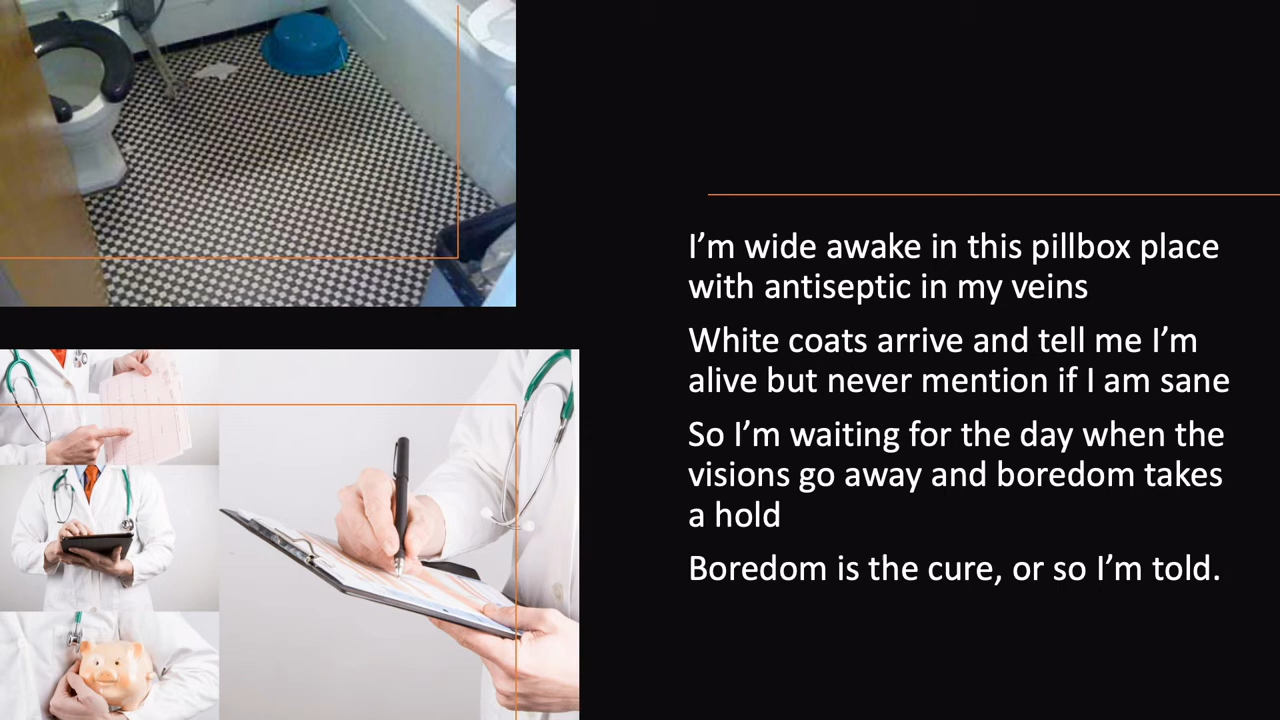 I’m wide awake in this pillbox place
with antiseptic in my veins
White coats arrive and tell me I’m
alive but never mention if I am sane
So I’m waiting for the day when the
visions go away and boredom takes
a hold
Boredom is the cure, or so I’m told.